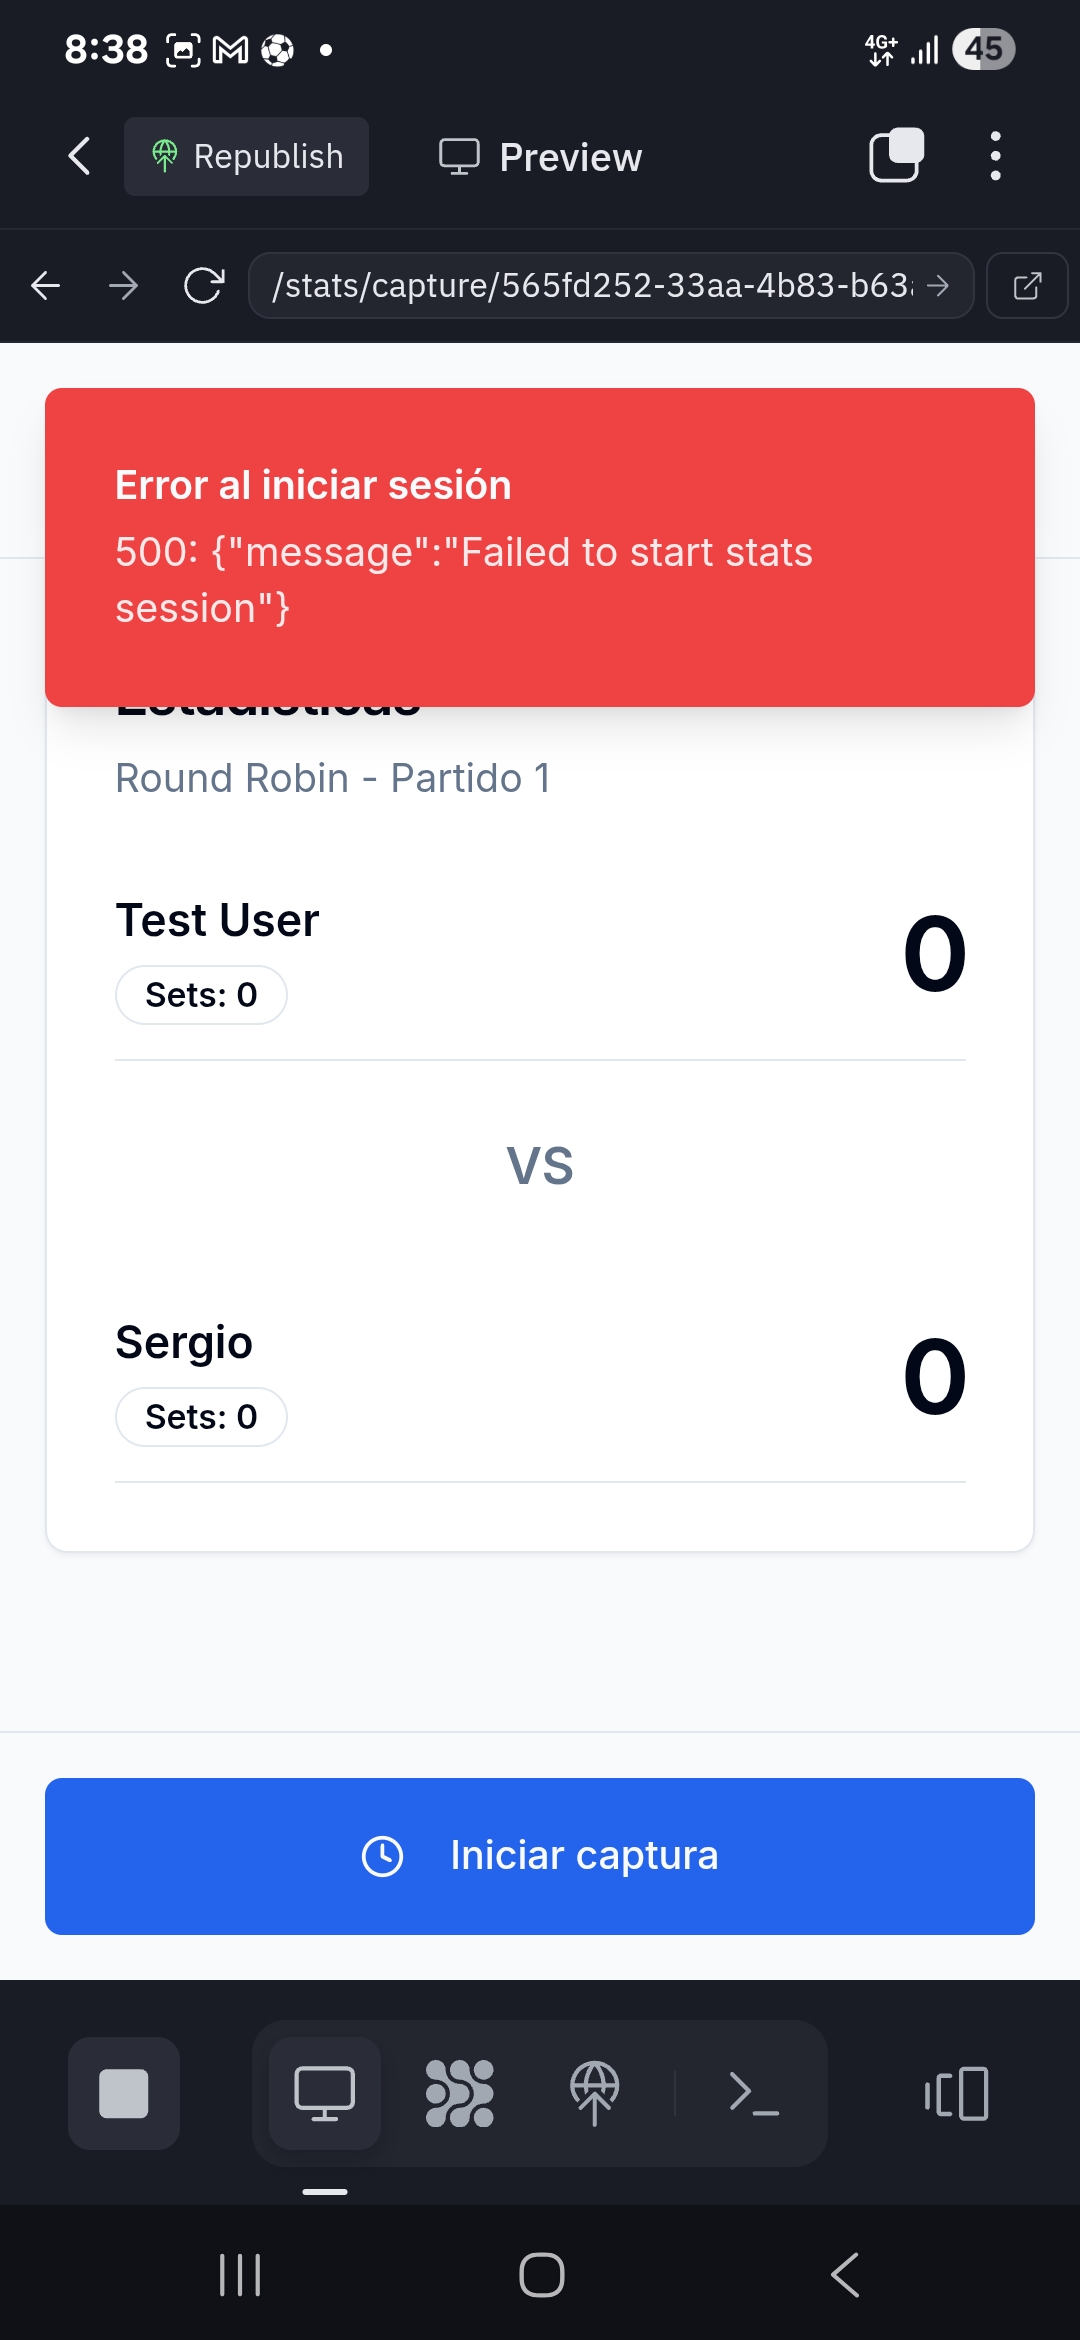 8:38
4G+
45
Republish
Preview
/stats/capture/565fd252-33aa-4b83-b63
Error al iniciar sesión
500: {"message":"Failed to start stats
session"}
Estadísticas
Round Robin - Partido 1
Test User
0
Sets: 0
VS
Sergio
0
Sets: 0
Iniciar captura